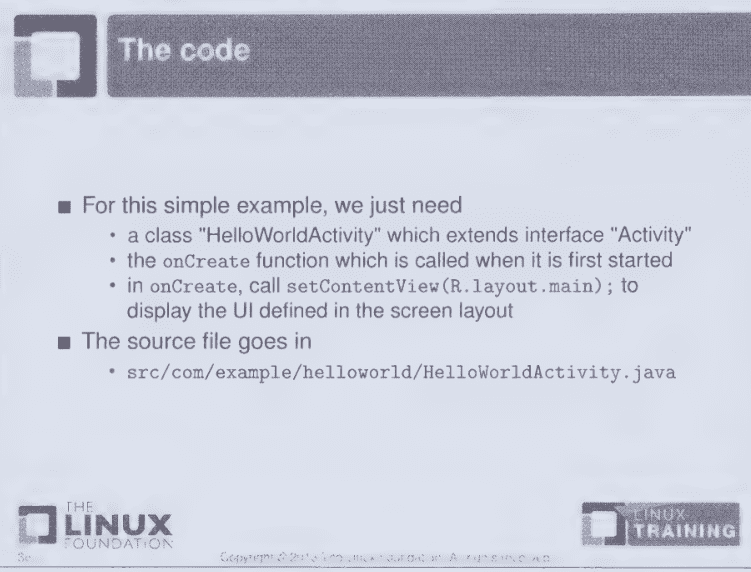 The code
■ For this simple example, we just need
• a class "HelloWorldActivity" which extends interface "Activity"
• the onCreate function which is called when it is first started
• in onCreate, call setContentView(R.layout.main); to
display the UI defined in the screen layout
■ The source file goes in
• src/com/example/helloworld/HelloWorldActivity.java
THE
LINUX
FOUNDATION
LINUX
TRAINING
Copyright ©